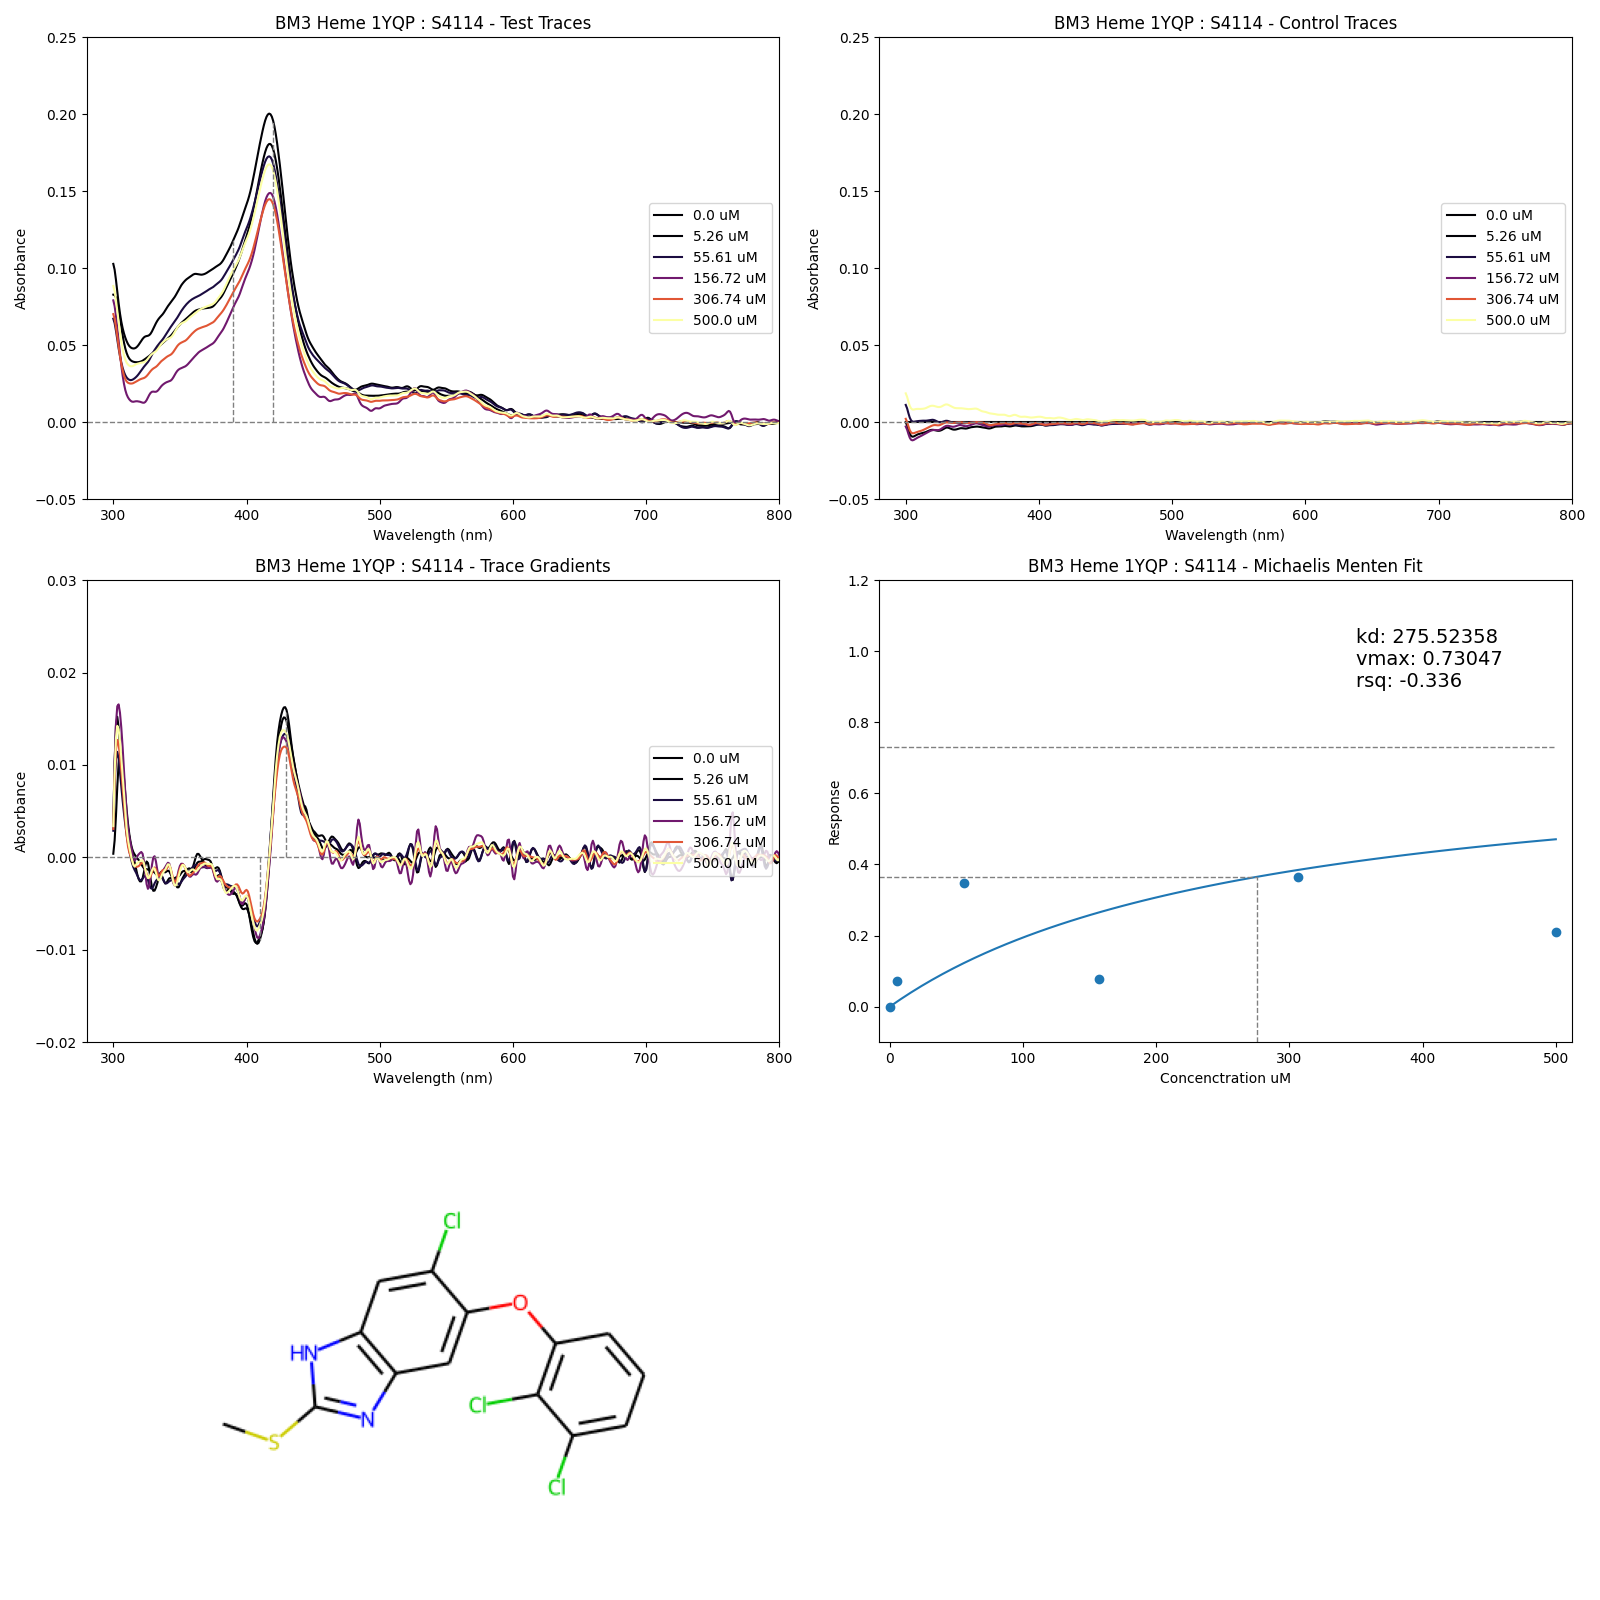 BM3 Heme 1YQP : S4114 - Test Traces
0.25
0.20
0.15
0.10
0.05
0.00
−0.05
Absorbance
300
400
500
600
700
800
Wavelength (nm)
0.0 uM
5.26 uM
55.61 uM
156.72 uM
306.74 uM
500.0 uM
BM3 Heme 1YQP : S4114 - Control Traces
0.25
0.20
0.15
0.10
0.05
0.00
−0.05
Absorbance
300
400
500
600
700
800
Wavelength (nm)
0.0 uM
5.26 uM
55.61 uM
156.72 uM
306.74 uM
500.0 uM
BM3 Heme 1YQP : S4114 - Trace Gradients
0.03
0.02
0.01
0.00
−0.01
−0.02
Absorbance
300
400
500
600
700
800
Wavelength (nm)
0.0 uM
5.26 uM
55.61 uM
156.72 uM
306.74 uM
500.0 uM
BM3 Heme 1YQP : S4114 - Michaelis Menten Fit
1.2
1.0
0.8
0.6
0.4
0.2
0.0
Response
kd: 275.52358
vmax: 0.73047
rsq: -0.336
0
100
200
300
400
500
Concenctration uM
Cl
O
HN
Cl
N
S
Cl